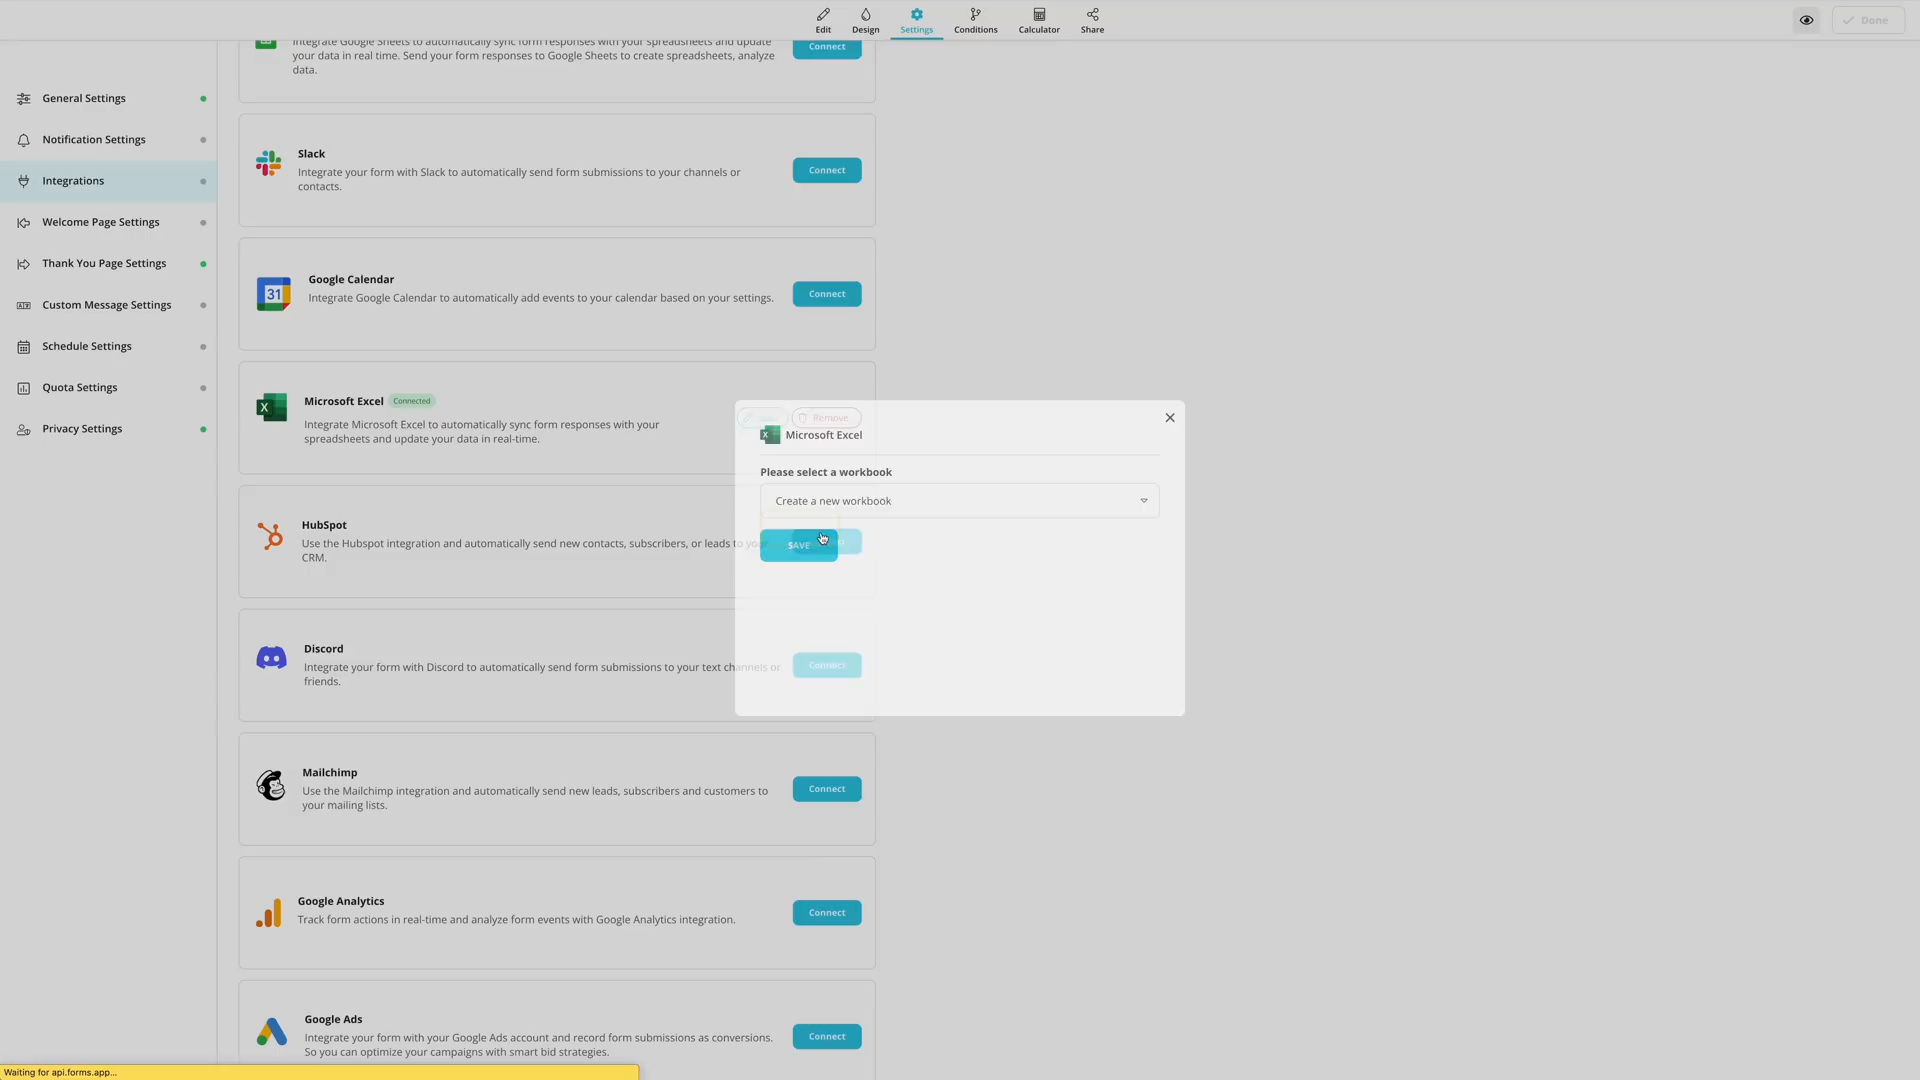 Edit
Design
Settings
Conditions
Calculator
Share
Done
General Settings
Notification Settings
Integrations
Welcome Page Settings
Thank You Page Settings
Custom Message Settings
Schedule Settings
Quota Settings
Privacy Settings
Integrate Google Sheets to automatically sync form responses with your spreadsheets and update
your data in real time. Send your form responses to Google Sheets to create spreadsheets, analyze
data.
Connect
Slack
Integrate your form with Slack to automatically send form submissions to your channels or
contacts.
Connect
31
Google Calendar
Integrate Google Calendar to automatically add events to your calendar based on your settings.
Connect
Microsoft Excel Connected
Integrate Microsoft Excel to automatically sync form responses with your
spreadsheets and update your data in real-time.
Remove
Microsoft Excel
Please select a workbook
Create a new workbook
SAVE
HubSpot
Use the Hubspot integration and automatically send new contacts, subscribers, or leads to your
CRM.
Discord
Integrate your form with Discord to automatically send form submissions to your text channels or
friends.
Connect
Mailchimp
Use the Mailchimp integration and automatically send new leads, subscribers and customers to
your mailing lists.
Connect
Google Analytics
Track form actions in real-time and analyze form events with Google Analytics integration.
Connect
Google Ads
Integrate your form with your Google Ads account and record form submissions as conversions.
So you can optimize your campaigns with smart bid strategies.
Connect
Waiting for api.forms.app...